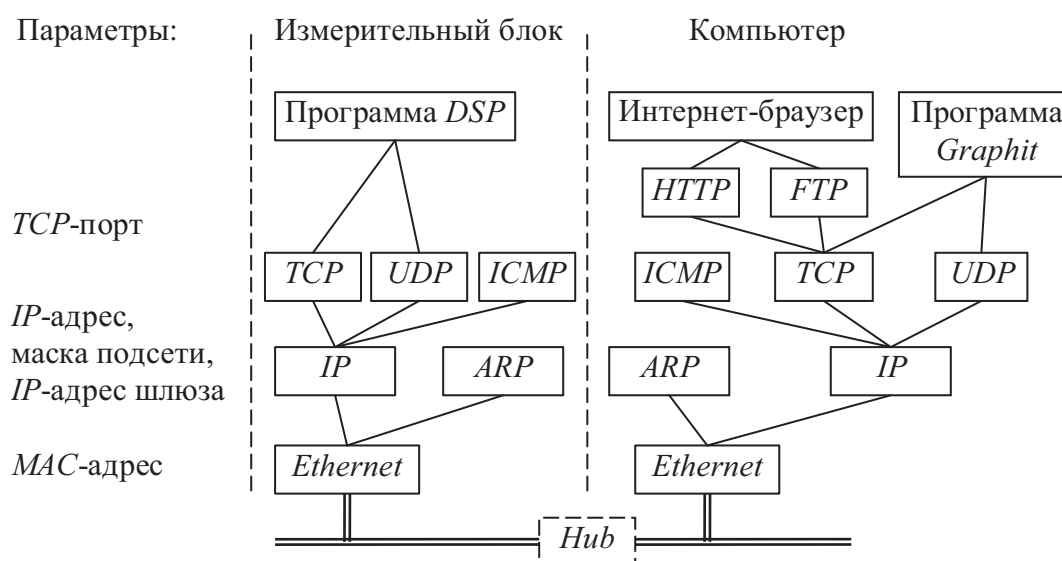 Параметры:
Измерительный блок
Компьютер
Программа DSP
Интернет-браузер
Программа
Graphit
HTTP
FTP
TCP-порт
TCP
UDP
ICMP
ICMP
TCP
UDP
IP-адрес,
маска подсети,
IP-адрес шлюза
IP
ARP
ARP
IP
MAC-адрес
Ethernet
Ethernet
Hub